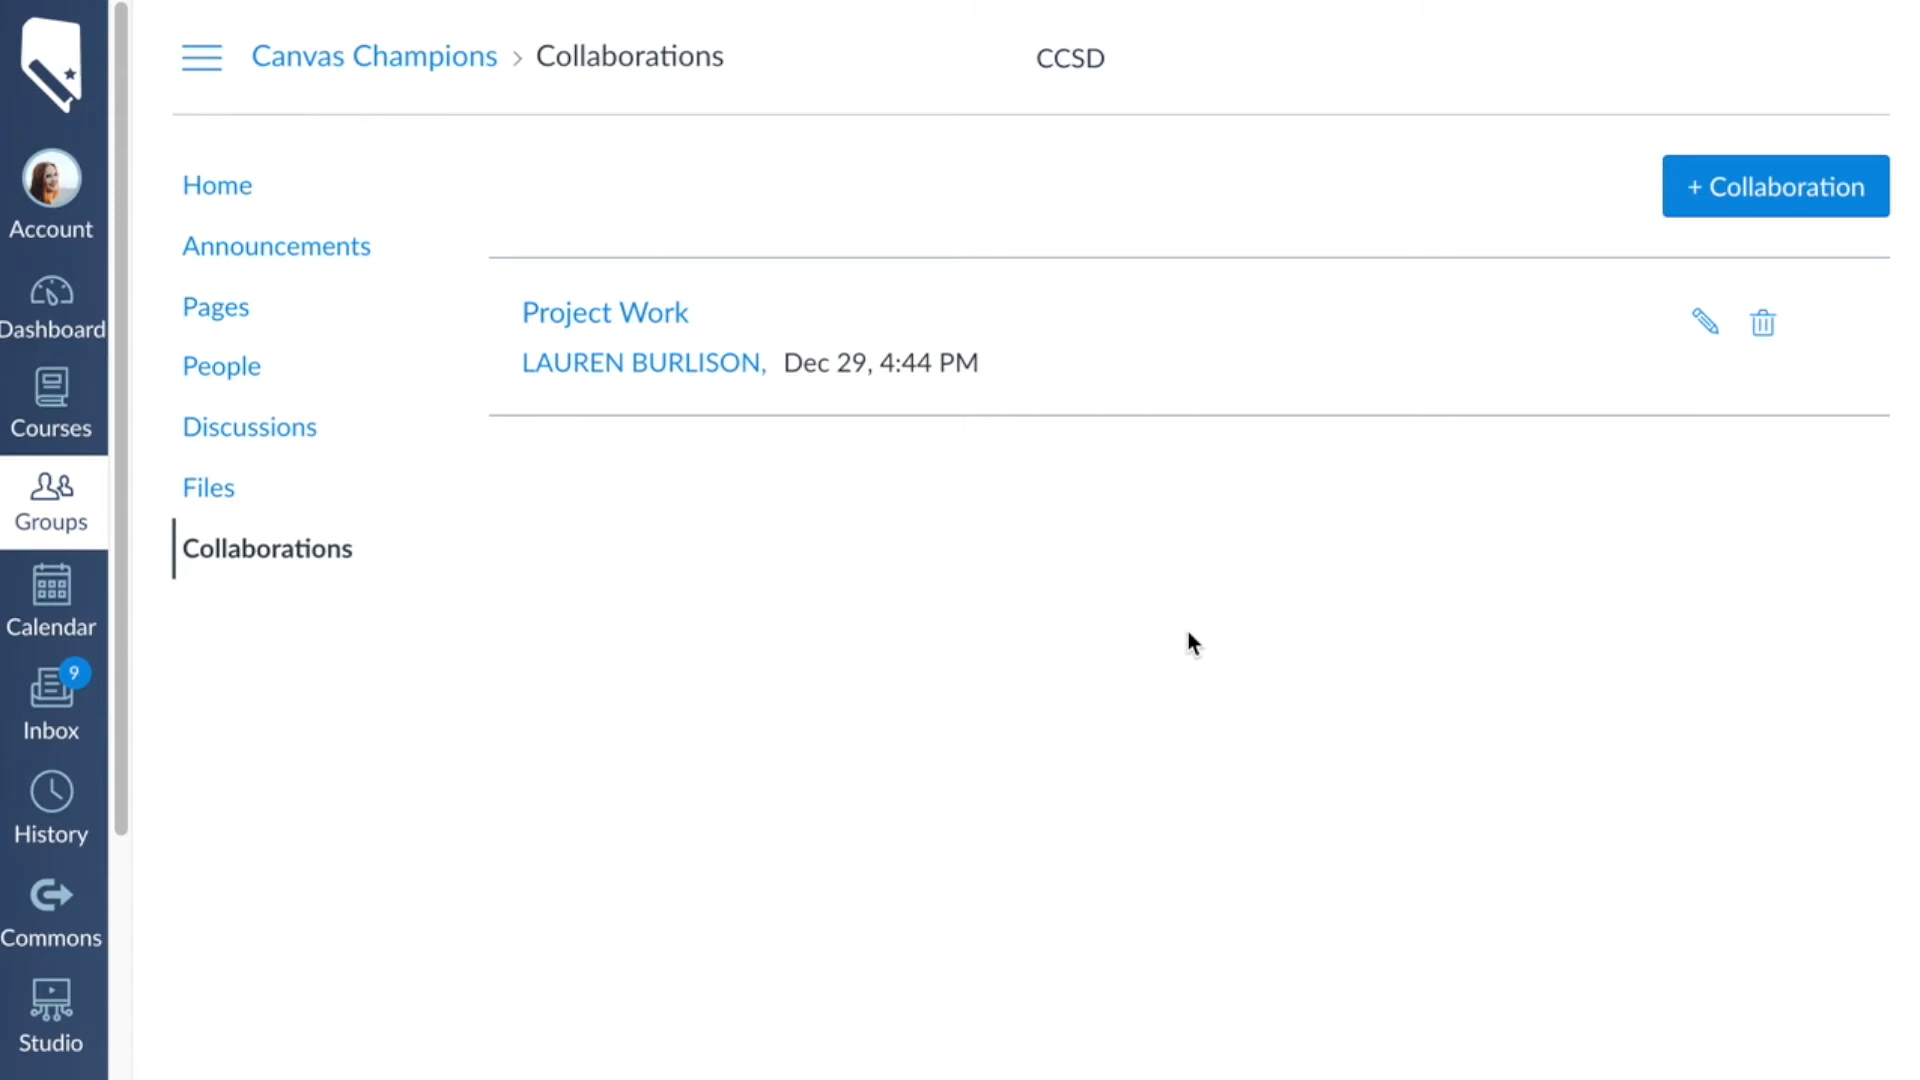 Canvas Champions > Collaborations
CCSD
Account
Dashboard
Courses
Groups
Calendar
9
Inbox
History
Commons
Studio
Home
Announcements
Pages
People
Discussions
Files
Collaborations
+ Collaboration
Project Work
LAUREN BURLISON, Dec 29, 4:44 PM